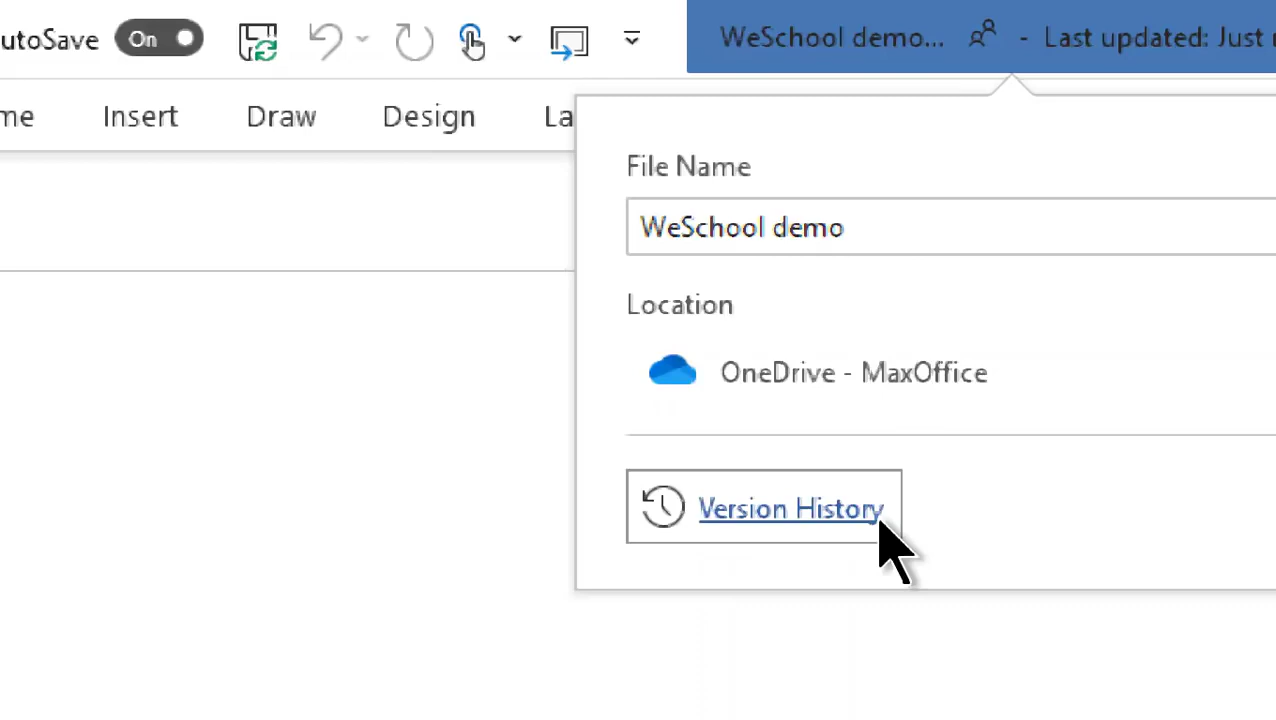 utoSave On WeSchool demo... - Last updated: Just
me Insert Draw Design La
File Name
WeSchool demo
Location
OneDrive - MaxOffice
Version History